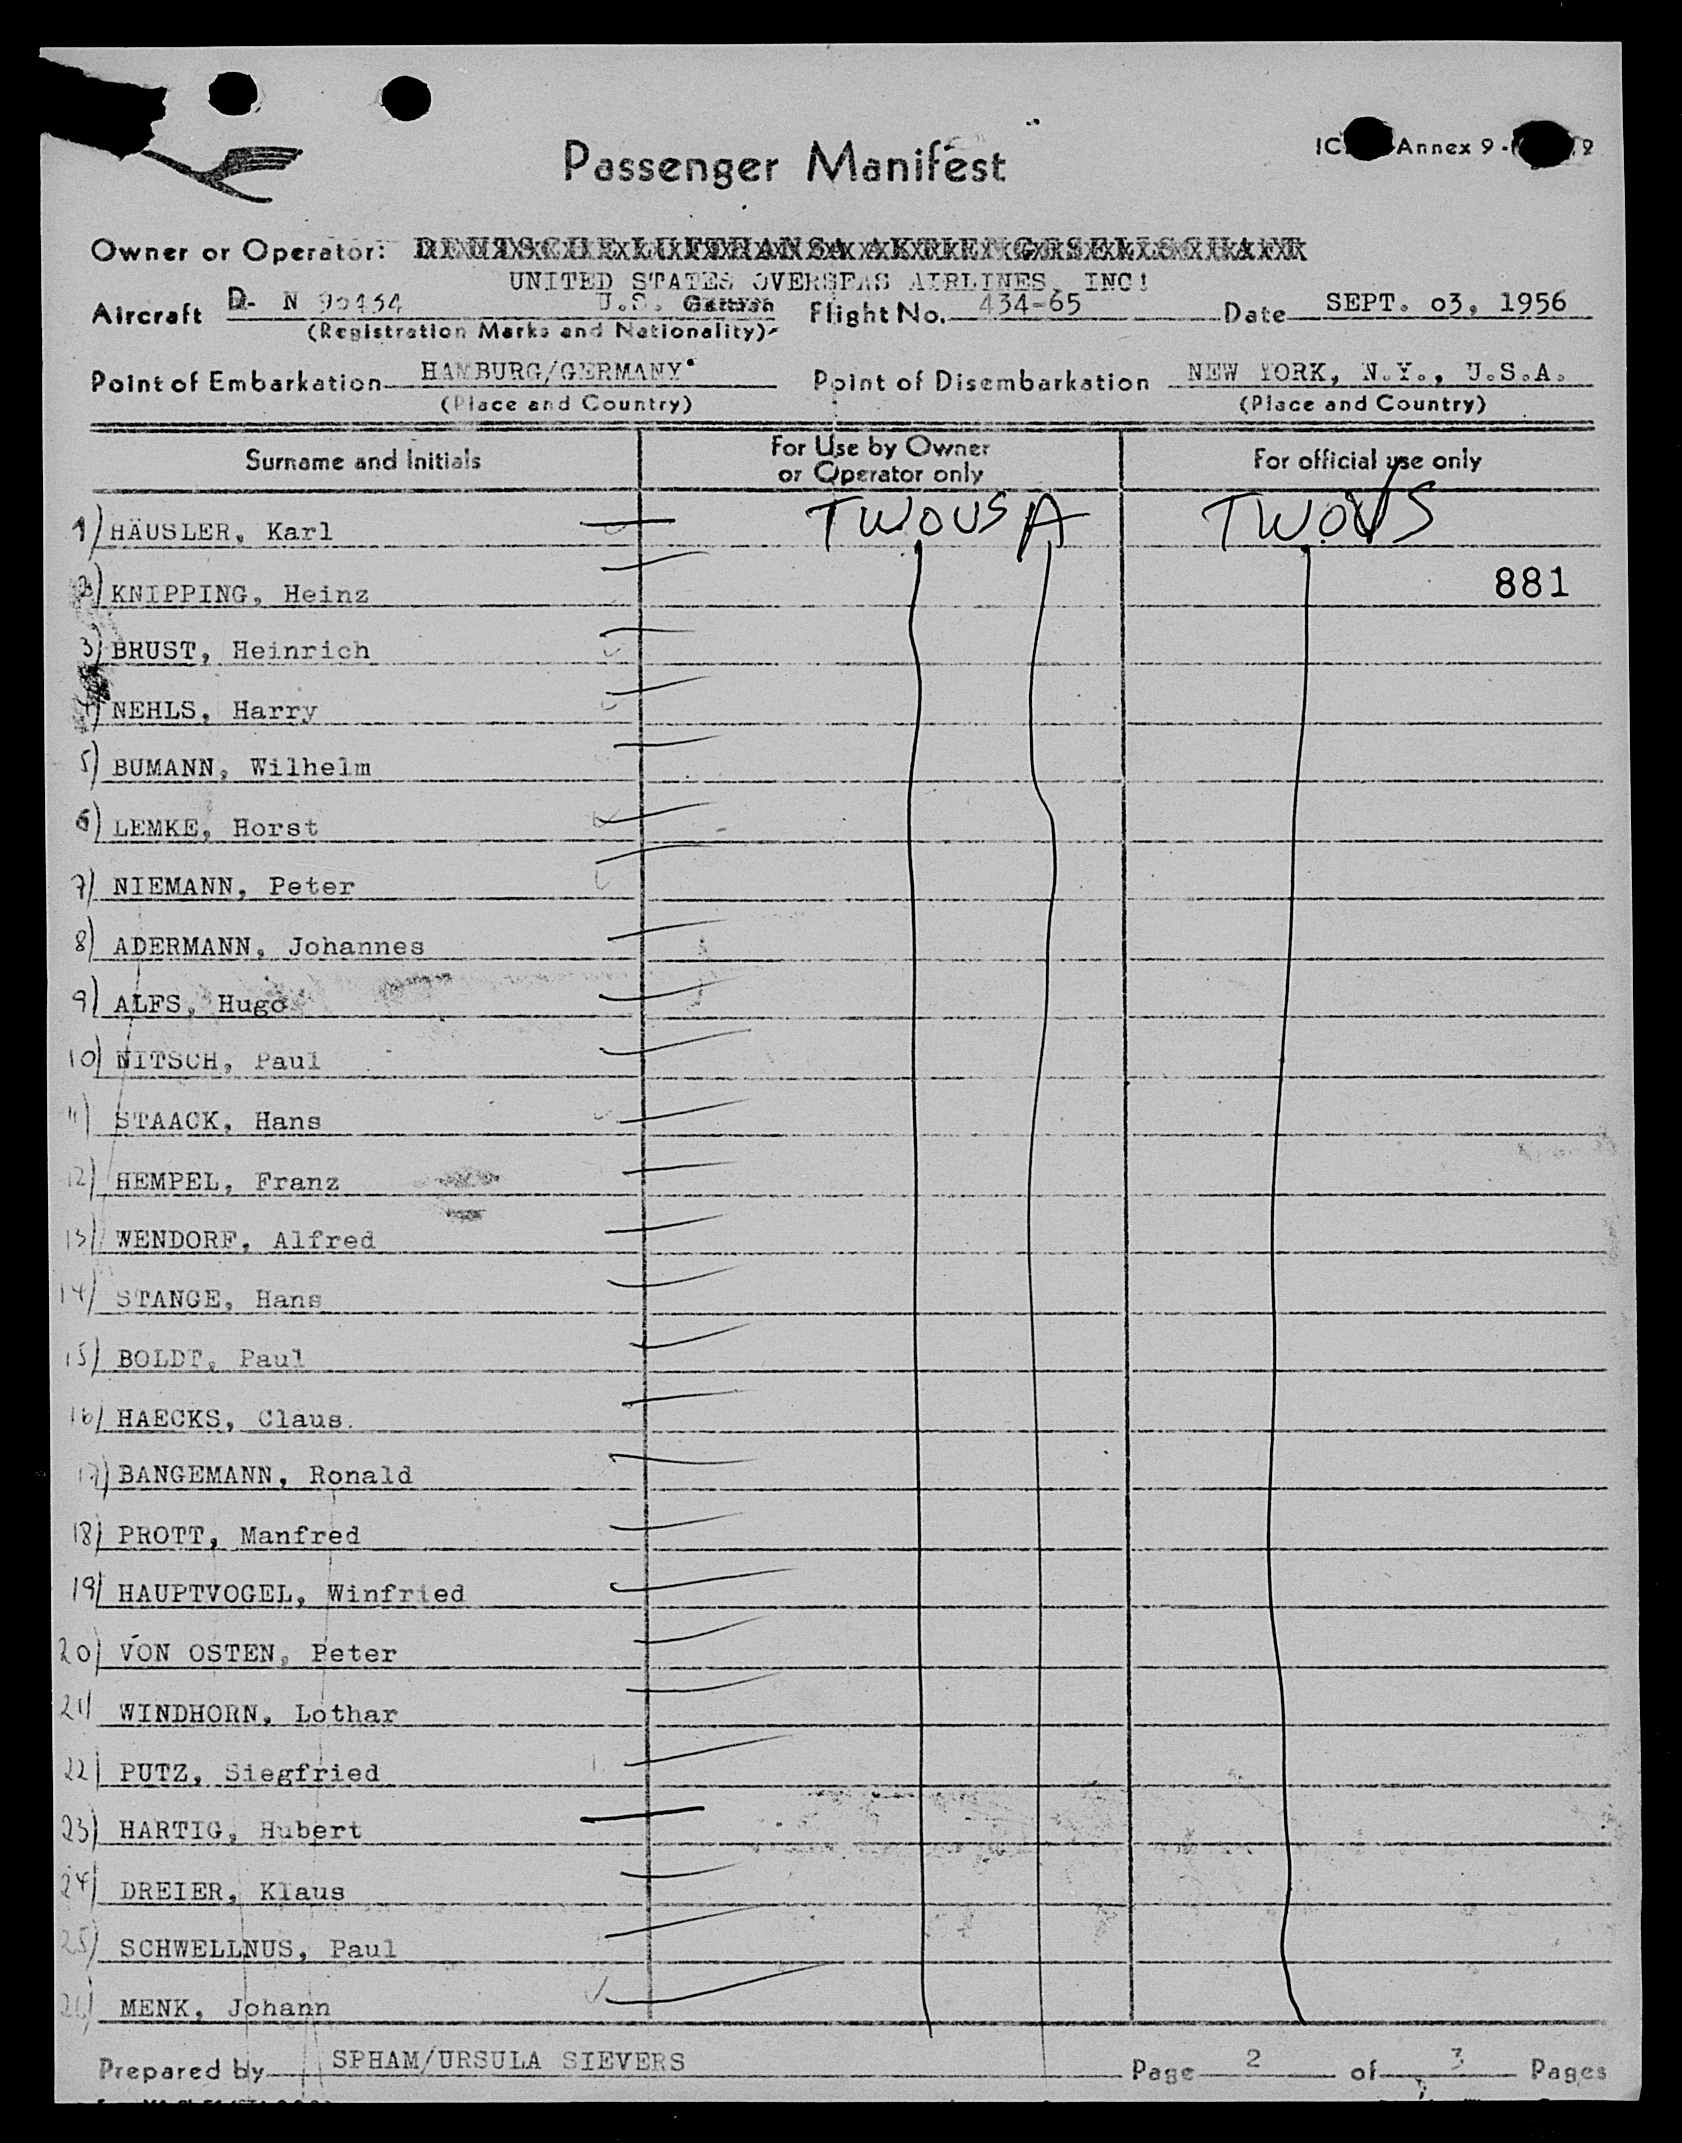 Passenger Manifest
IC Annex 9 - 9
Owner or Operator: DEUTSCHE LUFTHANSA AKTIENGESELLSCHAFT
UNITED STATES OVERSEAS AIRLINES, INC!
Aircraft D- N 90434 U.S. German Flight No. 434-65 Date SEPT. 03, 1956
(Registration Marks and Nationality)
Point of Embarkation HAMBURG/GERMANY Point of Disembarkation NEW YORK, N.Y., U.S.A.
(Place and Country) (Place and Country)
Surname and Initials For Use by Owner or Operator only For official use only
TWOUS A TWOUS
1) HÄUSLER, Karl
881
2) KNIPPING, Heinz
3) BRUST, Heinrich
4) NEHLS, Harry
5) BUMANN, Wilhelm
6) LEMKE, Horst
7) NIEMANN, Peter
8) ADERMANN, Johannes
9) ALFS, Hugo
10) NITSCH, Paul
11) STAACK, Hans
12) HEMPEL, Franz
13) WENDORF, Alfred
14) STANGE, Hans
15) BOLDT, Paul
16) HAECKS, Claus.
17) BANGEMANN, Ronald
18) PROTT, Manfred
19) HAUPTVOGEL, Winfried
20) VON OSTEN, Peter
21) WINDHORN, Lothar
22) PUTZ, Siegfried
23) HARTIG, Hubert
24) DREIER, Klaus
25) SCHWELLNUS, Paul
26) MENK, Johann
Prepared by SPHAM/URSULA SIEVERS Page 2 of 3 Pages